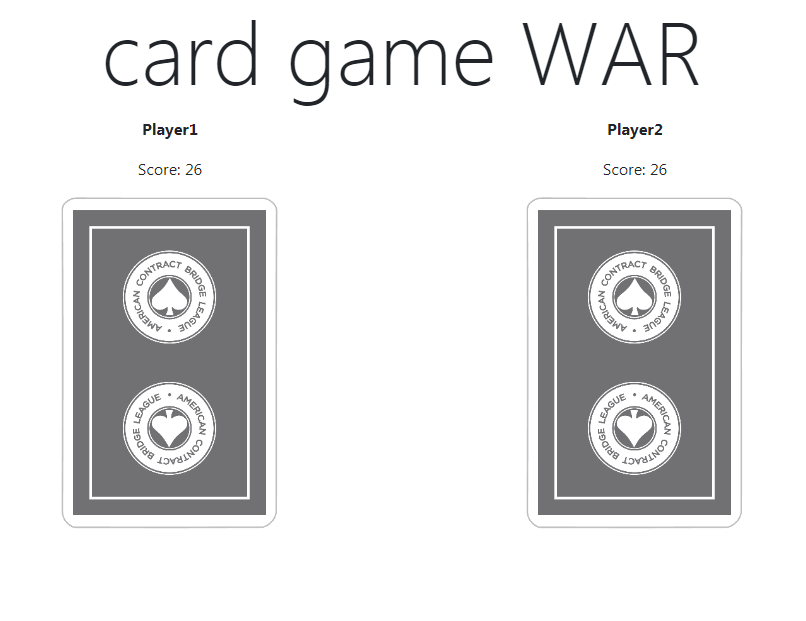 card game WAR
Player1 Player2
Score: 26 Score: 26
AMERICAN CONTRACT BRIDGE LEAGUE • AMERICAN CONTRACT BRIDGE LEAGUE •
AMERICAN CONTRACT BRIDGE LEAGUE • AMERICAN CONTRACT BRIDGE LEAGUE •